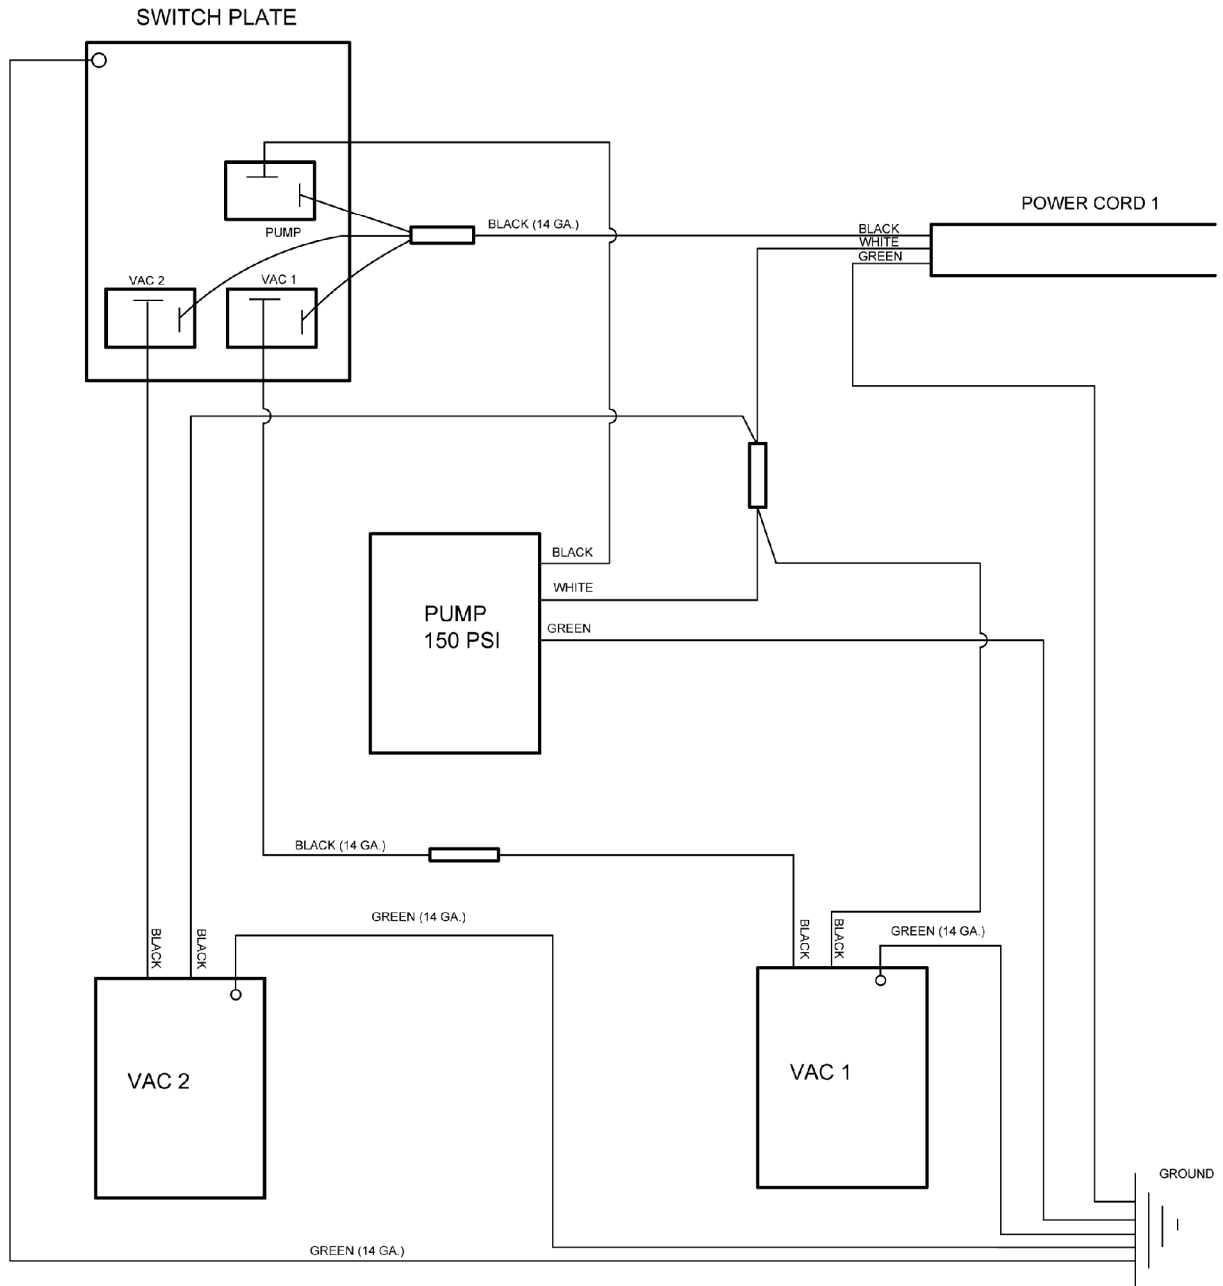 SWITCH PLATE
POWER CORD 1
BLACK (14 GA.)
BLACK
WHITE
GREEN
PUMP
VAC 2
VAC 1
BLACK
WHITE
GREEN
PUMP
150 PSI
BLACK (14 GA.)
GREEN (14 GA.)
BLACK
BLACK
BLACK
BLACK
GREEN (14 GA.)
VAC 2
VAC 1
GROUND
GREEN (14 GA.)